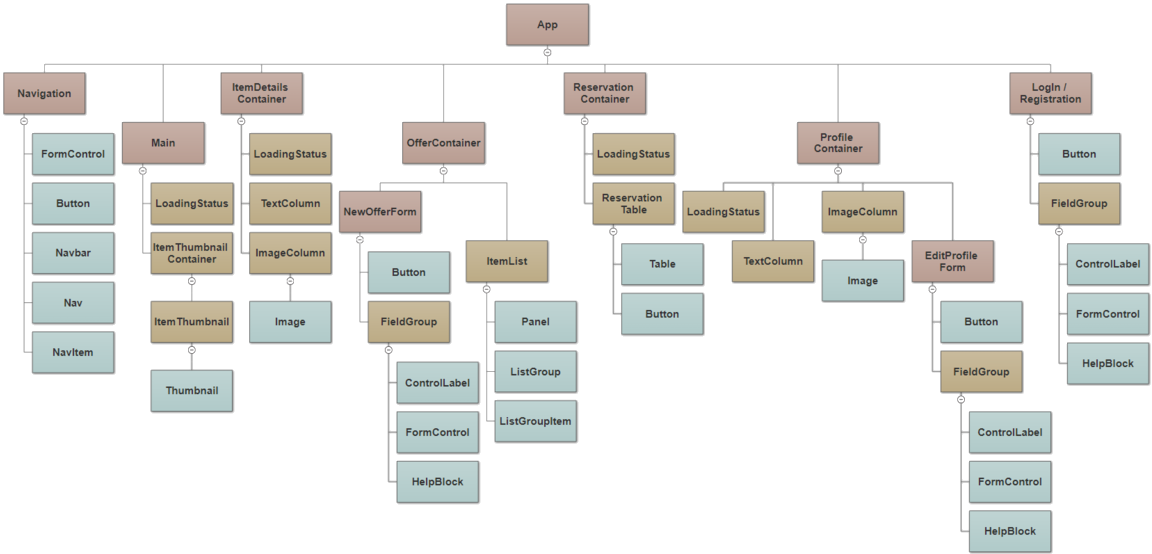 App
Navigation
FormControl
Button
Navbar
Nav
NavItem
Main
LoadingStatus
ItemThumbnail
Container
ItemThumbnail
Thumbnail
ItemDetails
Container
LoadingStatus
TextColumn
ImageColumn
Image
OfferContainer
NewOfferForm
Button
FieldGroup
ControlLabel
FormControl
HelpBlock
ItemList
Panel
ListGroup
ListGroupItem
Reservation
Container
LoadingStatus
Reservation
Table
Table
Button
Profile
Container
LoadingStatus
TextColumn
ImageColumn
Image
EditProfile
Form
Button
FieldGroup
ControlLabel
FormControl
HelpBlock
LogIn /
Registration
Button
FieldGroup
ControlLabel
FormControl
HelpBlock